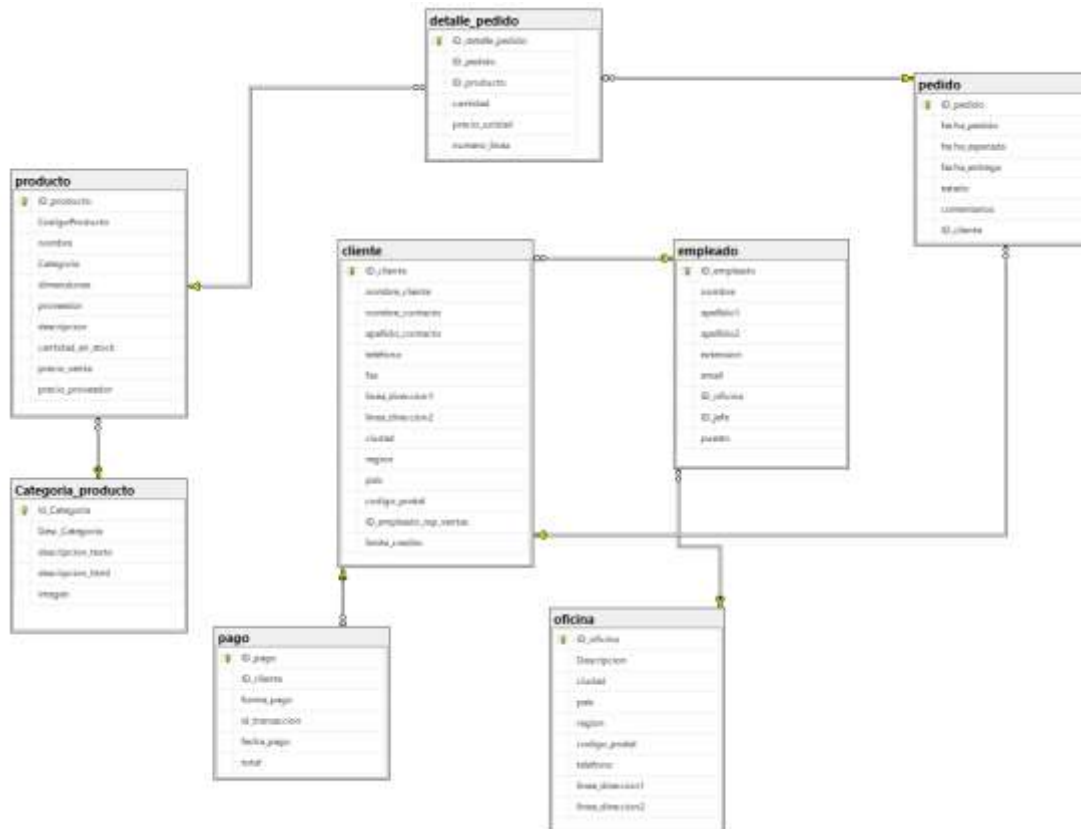 detalle_pedido
ID_detalle_pedido
ID_pedido
ID_producto
cantidad
precio_unidad
numero_linea
pedido
ID_pedido
fecha_pedido
fecha_esperada
fecha_entrega
estado
comentarios
ID_cliente
producto
ID_producto
CodigoProducto
nombre
Categoria
dimensiones
proveedor
descripcion
cantidad_en_stock
precio_venta
precio_proveedor
cliente
ID_cliente
nombre_cliente
nombre_contacto
apellido_contacto
telefono
fax
linea_direccion1
linea_direccion2
ciudad
region
pais
codigo_postal
ID_empleado_rep_ventas
limite_credito
empleado
ID_empleado
nombre
apellido1
apellido2
extension
email
ID_oficina
ID_jefe
puesto
Categoria_producto
Id_Categoria
Desc_Categoria
descripcion_texto
descripcion_html
imagen
pago
ID_pago
ID_cliente
forma_pago
id_transaccion
fecha_pago
total
oficina
ID_oficina
Descripcion
ciudad
pais
region
codigo_postal
telefono
linea_direccion1
linea_direccion2